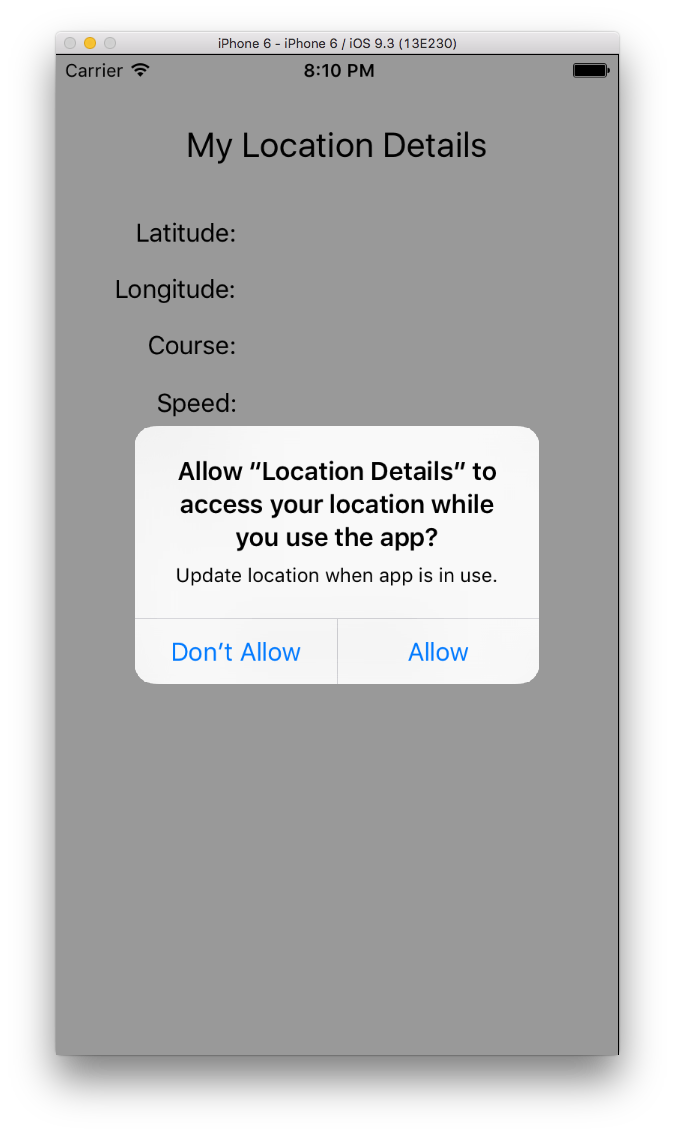 iPhone 6 - iPhone 6 / iOS 9.3 (13E230)
Carrier 8:10 PM
My Location Details
Latitude:
Longitude:
Course:
Speed:
Allow “Location Details” to
access your location while
you use the app?
Update location when app is in use.
Don’t Allow Allow